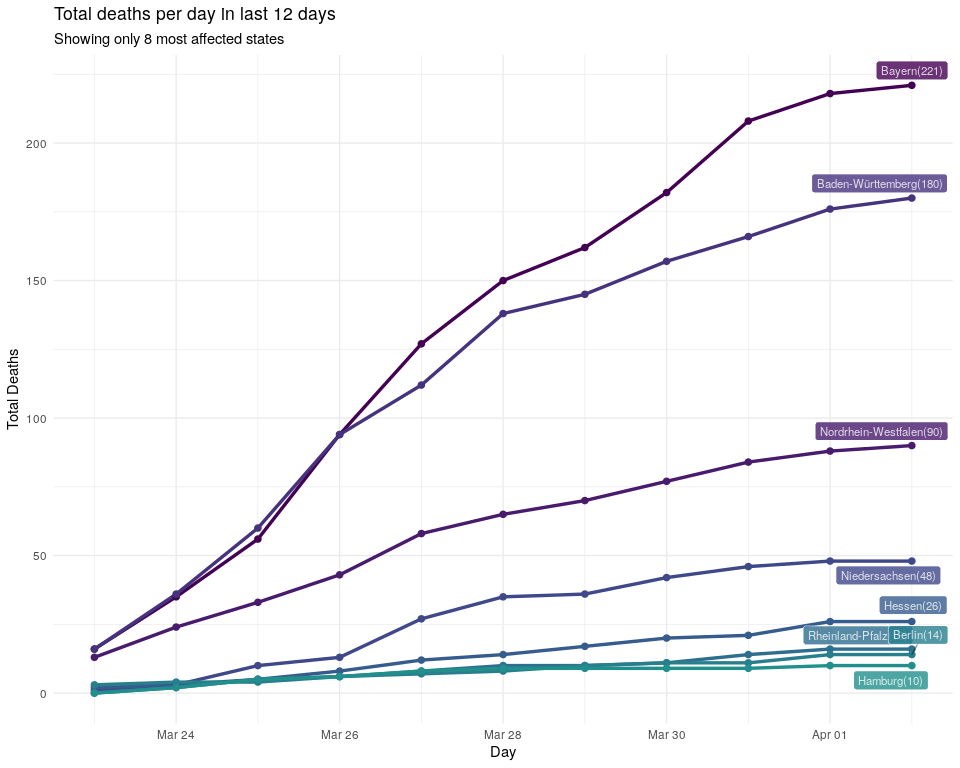 Total deaths per day in last 12 days
Showing only 8 most affected states
Total Deaths
200
150
100
50
0
Bayern(221)
Baden-Württemberg(180)
Nordrhein-Westfalen(90)
Niedersachsen(48)
Hessen(26)
Rheinland-Pfalz
Berlin(14)
Hamburg(10)
Mar 24
Mar 26
Mar 28
Mar 30
Apr 01
Day